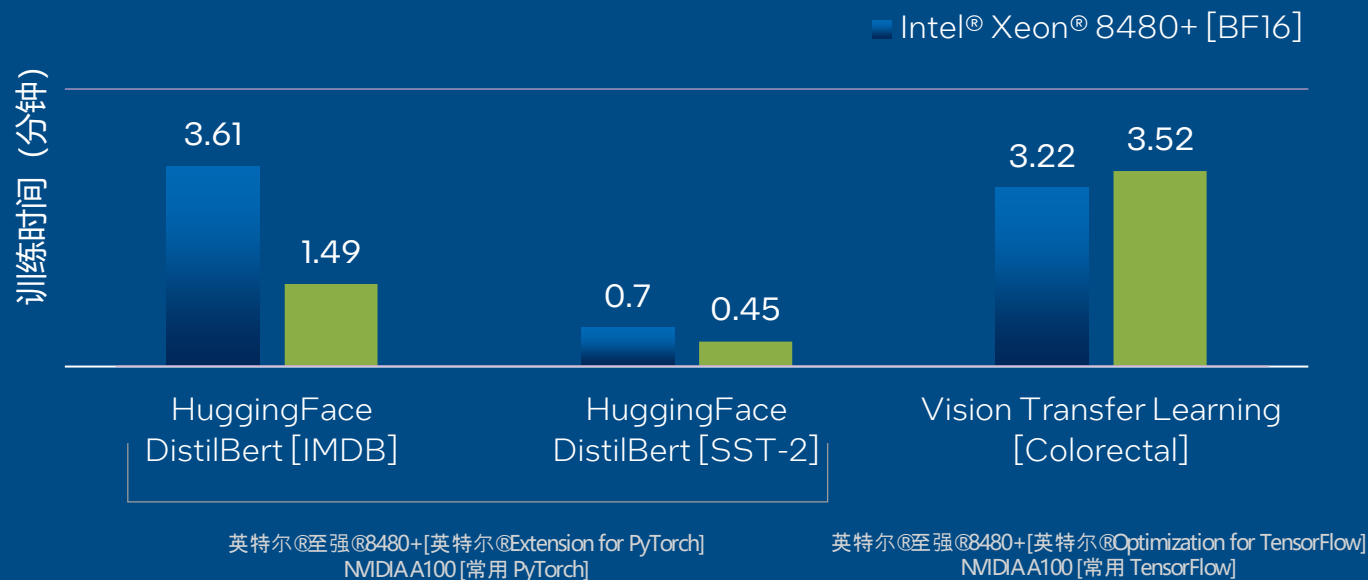 Intel® Xeon® 8480+ [BF16]
训练时间（分钟）
3.61
1.49
0.7
0.45
3.22
3.52
HuggingFace
DistilBert [IMDB]
HuggingFace
DistilBert [SST-2]
Vision Transfer Learning
[Colorectal]
英特尔®至强®8480+[英特尔®Extension for PyTorch]
NVIDIA A100 [常用 PyTorch]
英特尔®至强®8480+[英特尔®Optimization for TensorFlow]
NVIDIA A100 [常用 TensorFlow]